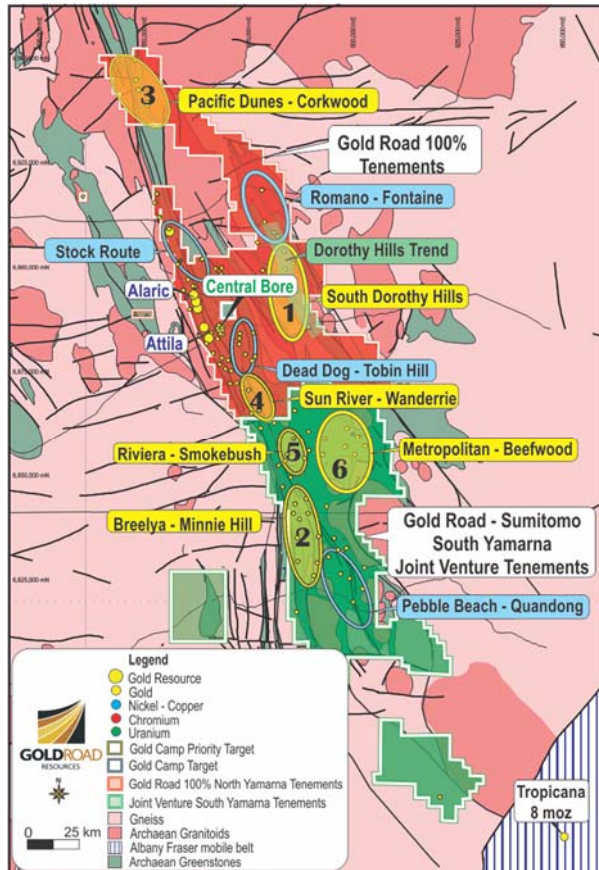 3
Pacific Dunes - Corkwood
Gold Road 100%
Tenements
Romano - Fontaine
Stock Route
Dorothy Hills Trend
Alaric
Central Bore
1
South Dorothy Hills
Attila
Dead Dog - Tobin Hill
4
Sun River - Wanderrie
Riviera - Smokebush
5
6
Metropolitan - Beefwood
Breelya - Minnie Hill
2
Gold Road - Sumitomo
South Yamarna
Joint Venture Tenements
Pebble Beach - Quandong
Legend
Gold Resource
Gold
Nickel - Copper
Chromium
Uranium
Gold Camp Priority Target
Gold Camp Target
Gold Road 100% North Yamarna Tenements
Joint Venture South Yamarna Tenements
Gneiss
Archaean Granitoids
Albany Fraser mobile belt
Archaean Greenstones
GOLDROAD
RESOURCES
N
0 25 km
Tropicana
8 moz